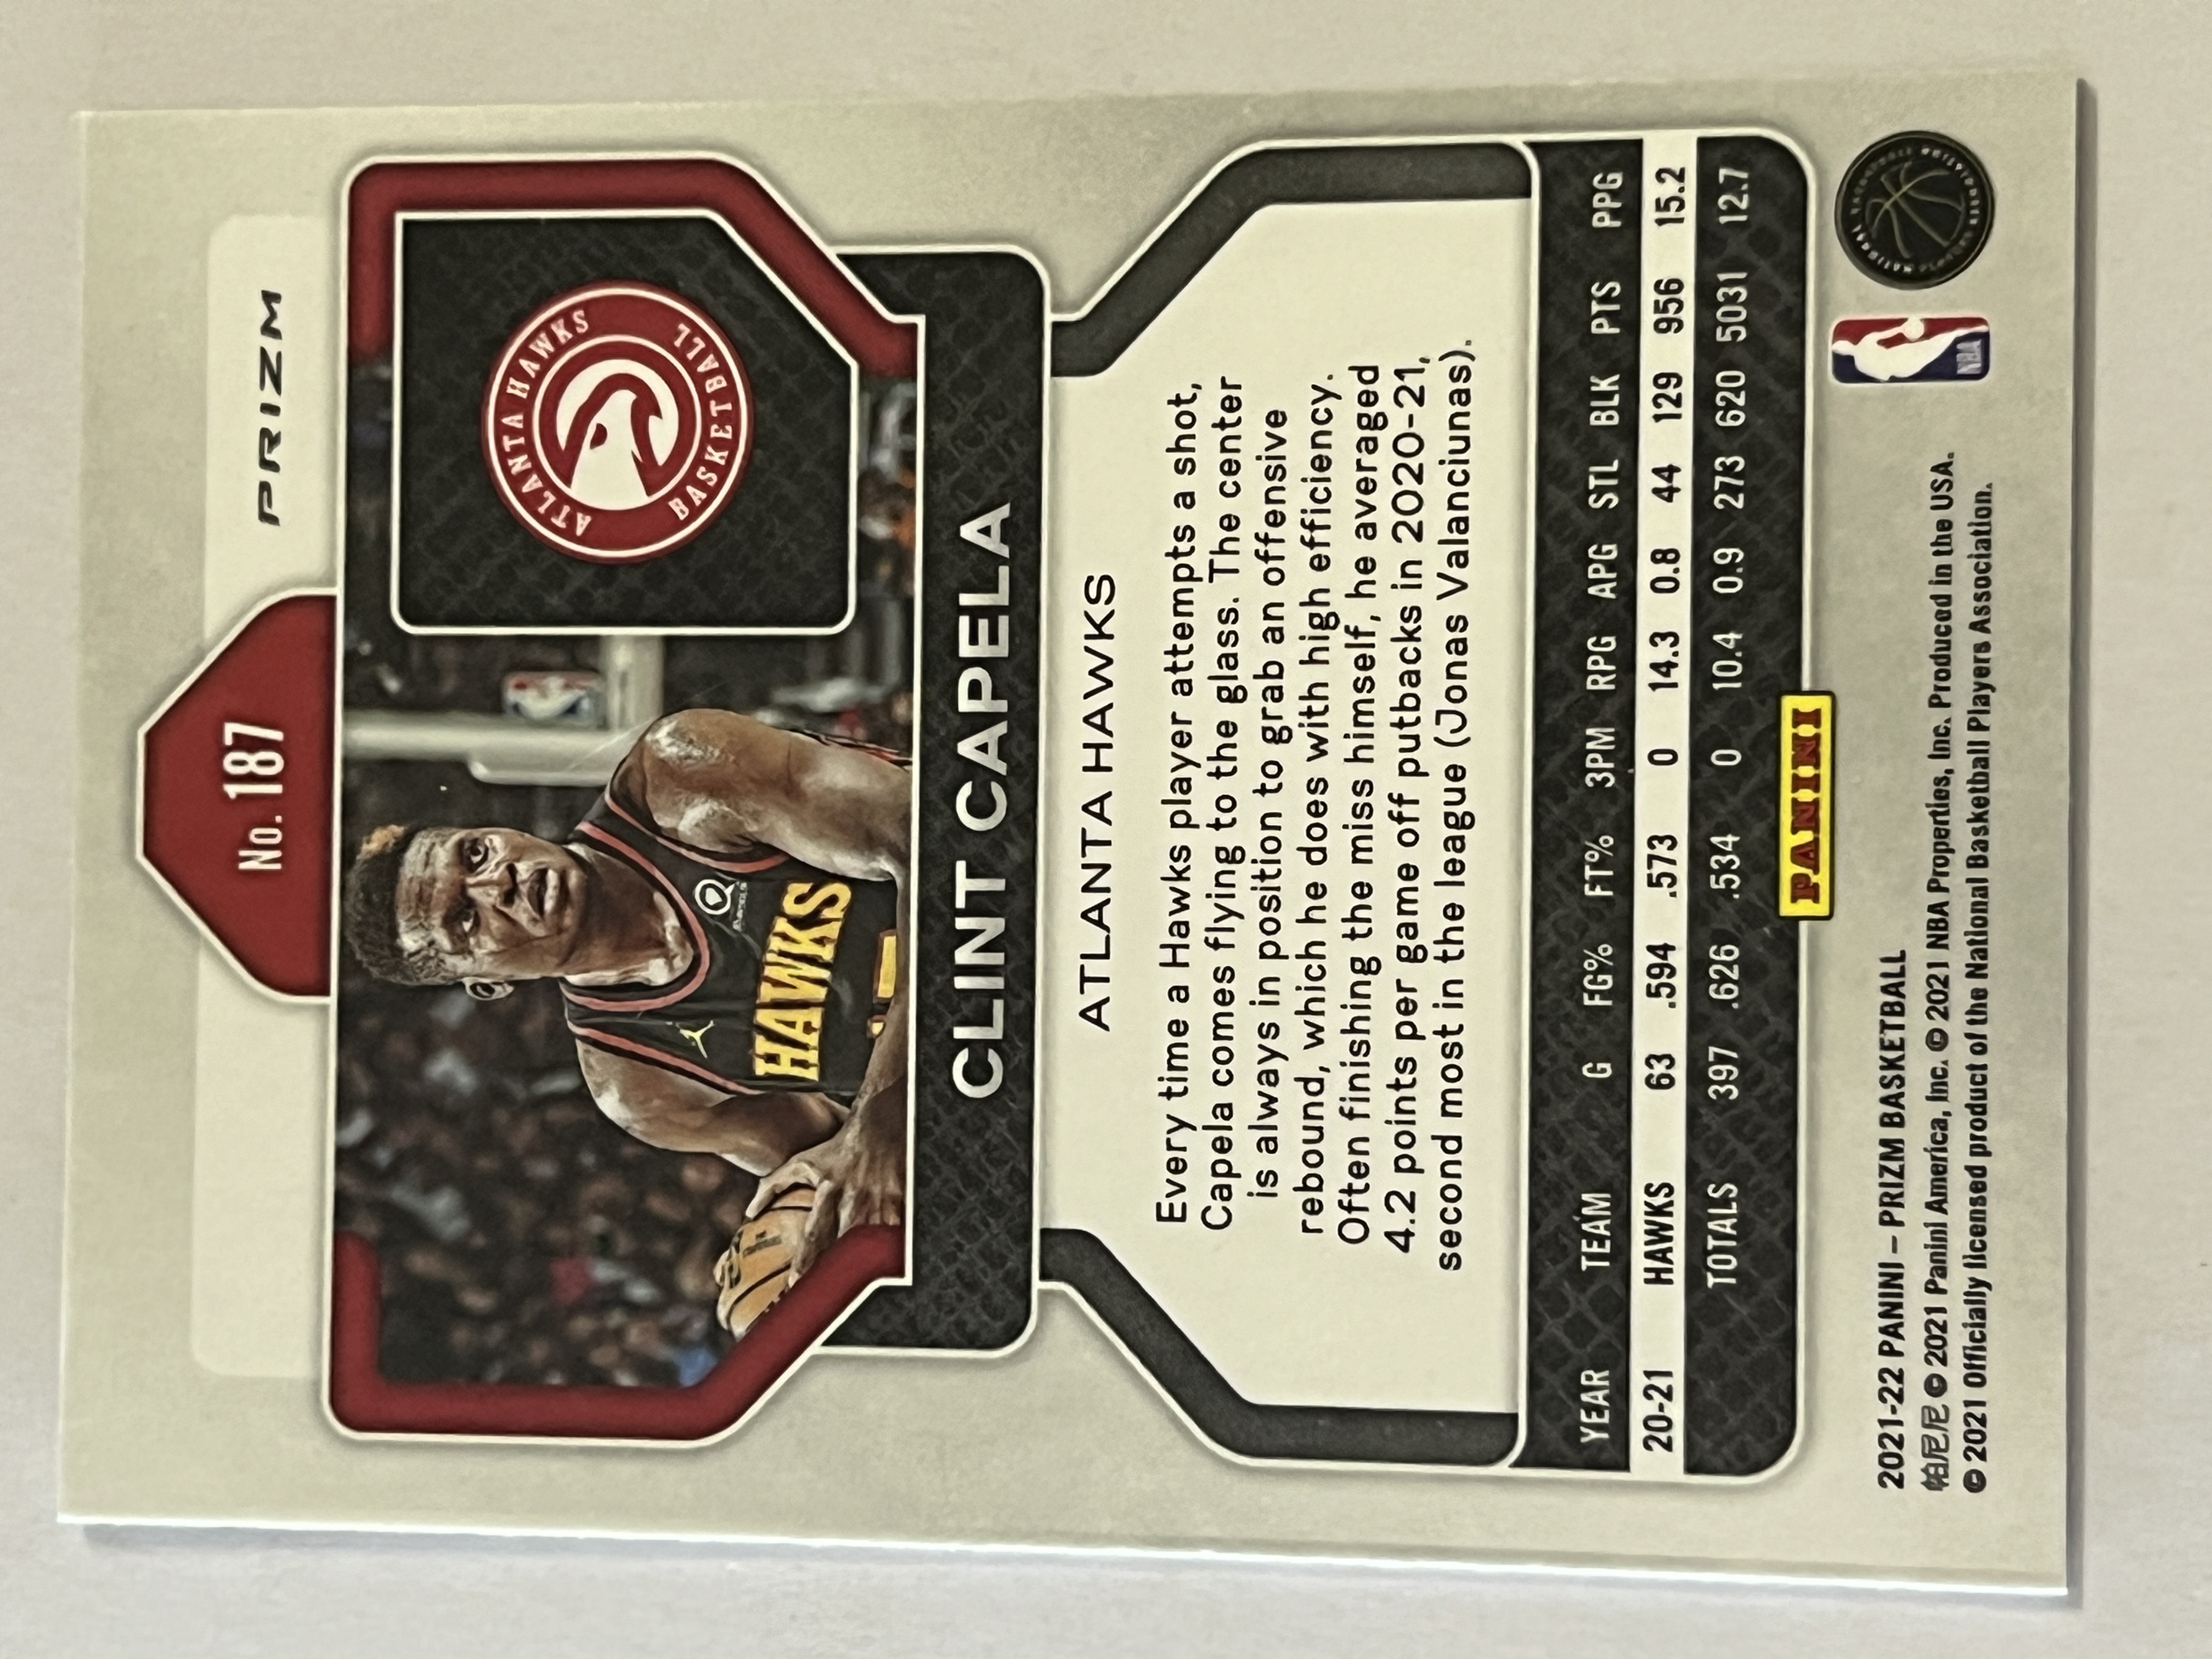 PRIZM
No. 187
ATLANTA HAWKS
BASKETBALL
HAWKS
CLINT CAPELA
ATLANTA HAWKS
Every time a Hawks player attempts a shot,
Capela comes flying to the glass. The center
is always in position to grab an offensive
rebound, which he does with high efficiency.
Often finishing the miss himself, he averaged
4.2 points per game off putbacks in 2020-21,
second most in the league (Jonas Valanciunas).
YEAR TEAM G FG% FT% 3PM RPG APG STL BLK PTS PPG
20-21 HAWKS 63 .594 .573 0 14.3 0.8 44 129 956 15.2
TOTALS 397 .626 .534 0 10.4 0.9 273 620 5031 12.7
PANINI
2021-22 PANINI – PRIZM BASKETBALL
帕尼尼 © 2021 Panini America, Inc. © 2021 NBA Properties, Inc. Produced in the USA.
© 2021 Officially licensed product of the National Basketball Players Association.
NBA